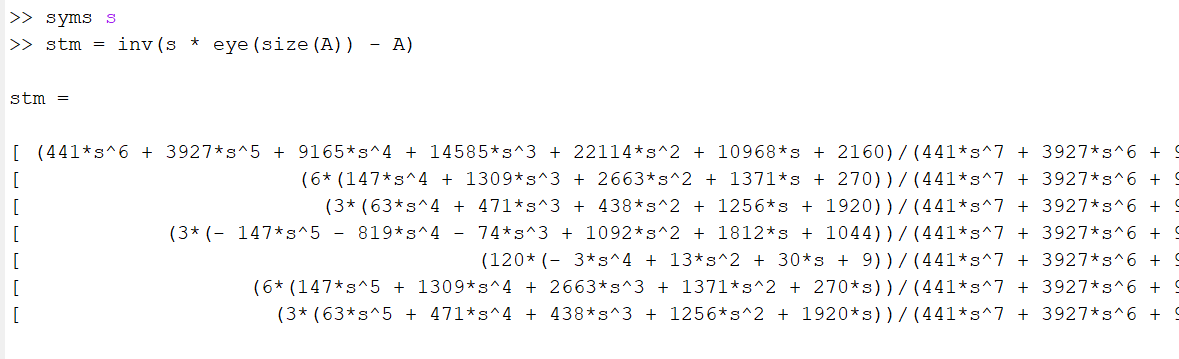 >> syms s
>> stm = inv(s * eye(size(A)) - A)
stm =
[ (441*s^6 + 3927*s^5 + 9165*s^4 + 14585*s^3 + 22114*s^2 + 10968*s + 2160)/(441*s^7 + 3927*s^6 +
[ (6*(147*s^4 + 1309*s^3 + 2663*s^2 + 1371*s + 270))/(441*s^7 + 3927*s^6 +
[ (3*(63*s^4 + 471*s^3 + 438*s^2 + 1256*s + 1920))/(441*s^7 + 3927*s^6 +
[ (3*(- 147*s^5 - 819*s^4 - 74*s^3 + 1092*s^2 + 1812*s + 1044))/(441*s^7 + 3927*s^6 +
[ (120*(- 3*s^4 + 13*s^2 + 30*s + 9))/(441*s^7 + 3927*s^6 +
[ (6*(147*s^5 + 1309*s^4 + 2663*s^3 + 1371*s^2 + 270*s))/(441*s^7 + 3927*s^6 +
[ (3*(63*s^5 + 471*s^4 + 438*s^3 + 1256*s^2 + 1920*s))/(441*s^7 + 3927*s^6 +